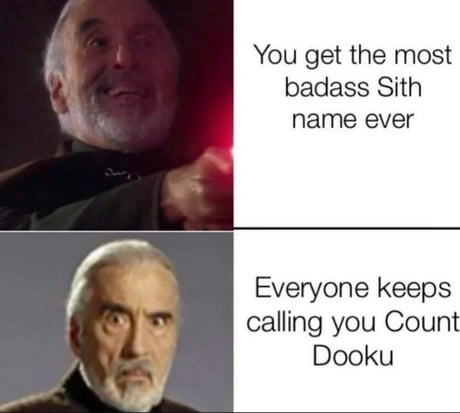 You get the most
badass Sith
name ever
Everyone keeps
calling you Count
Dooku